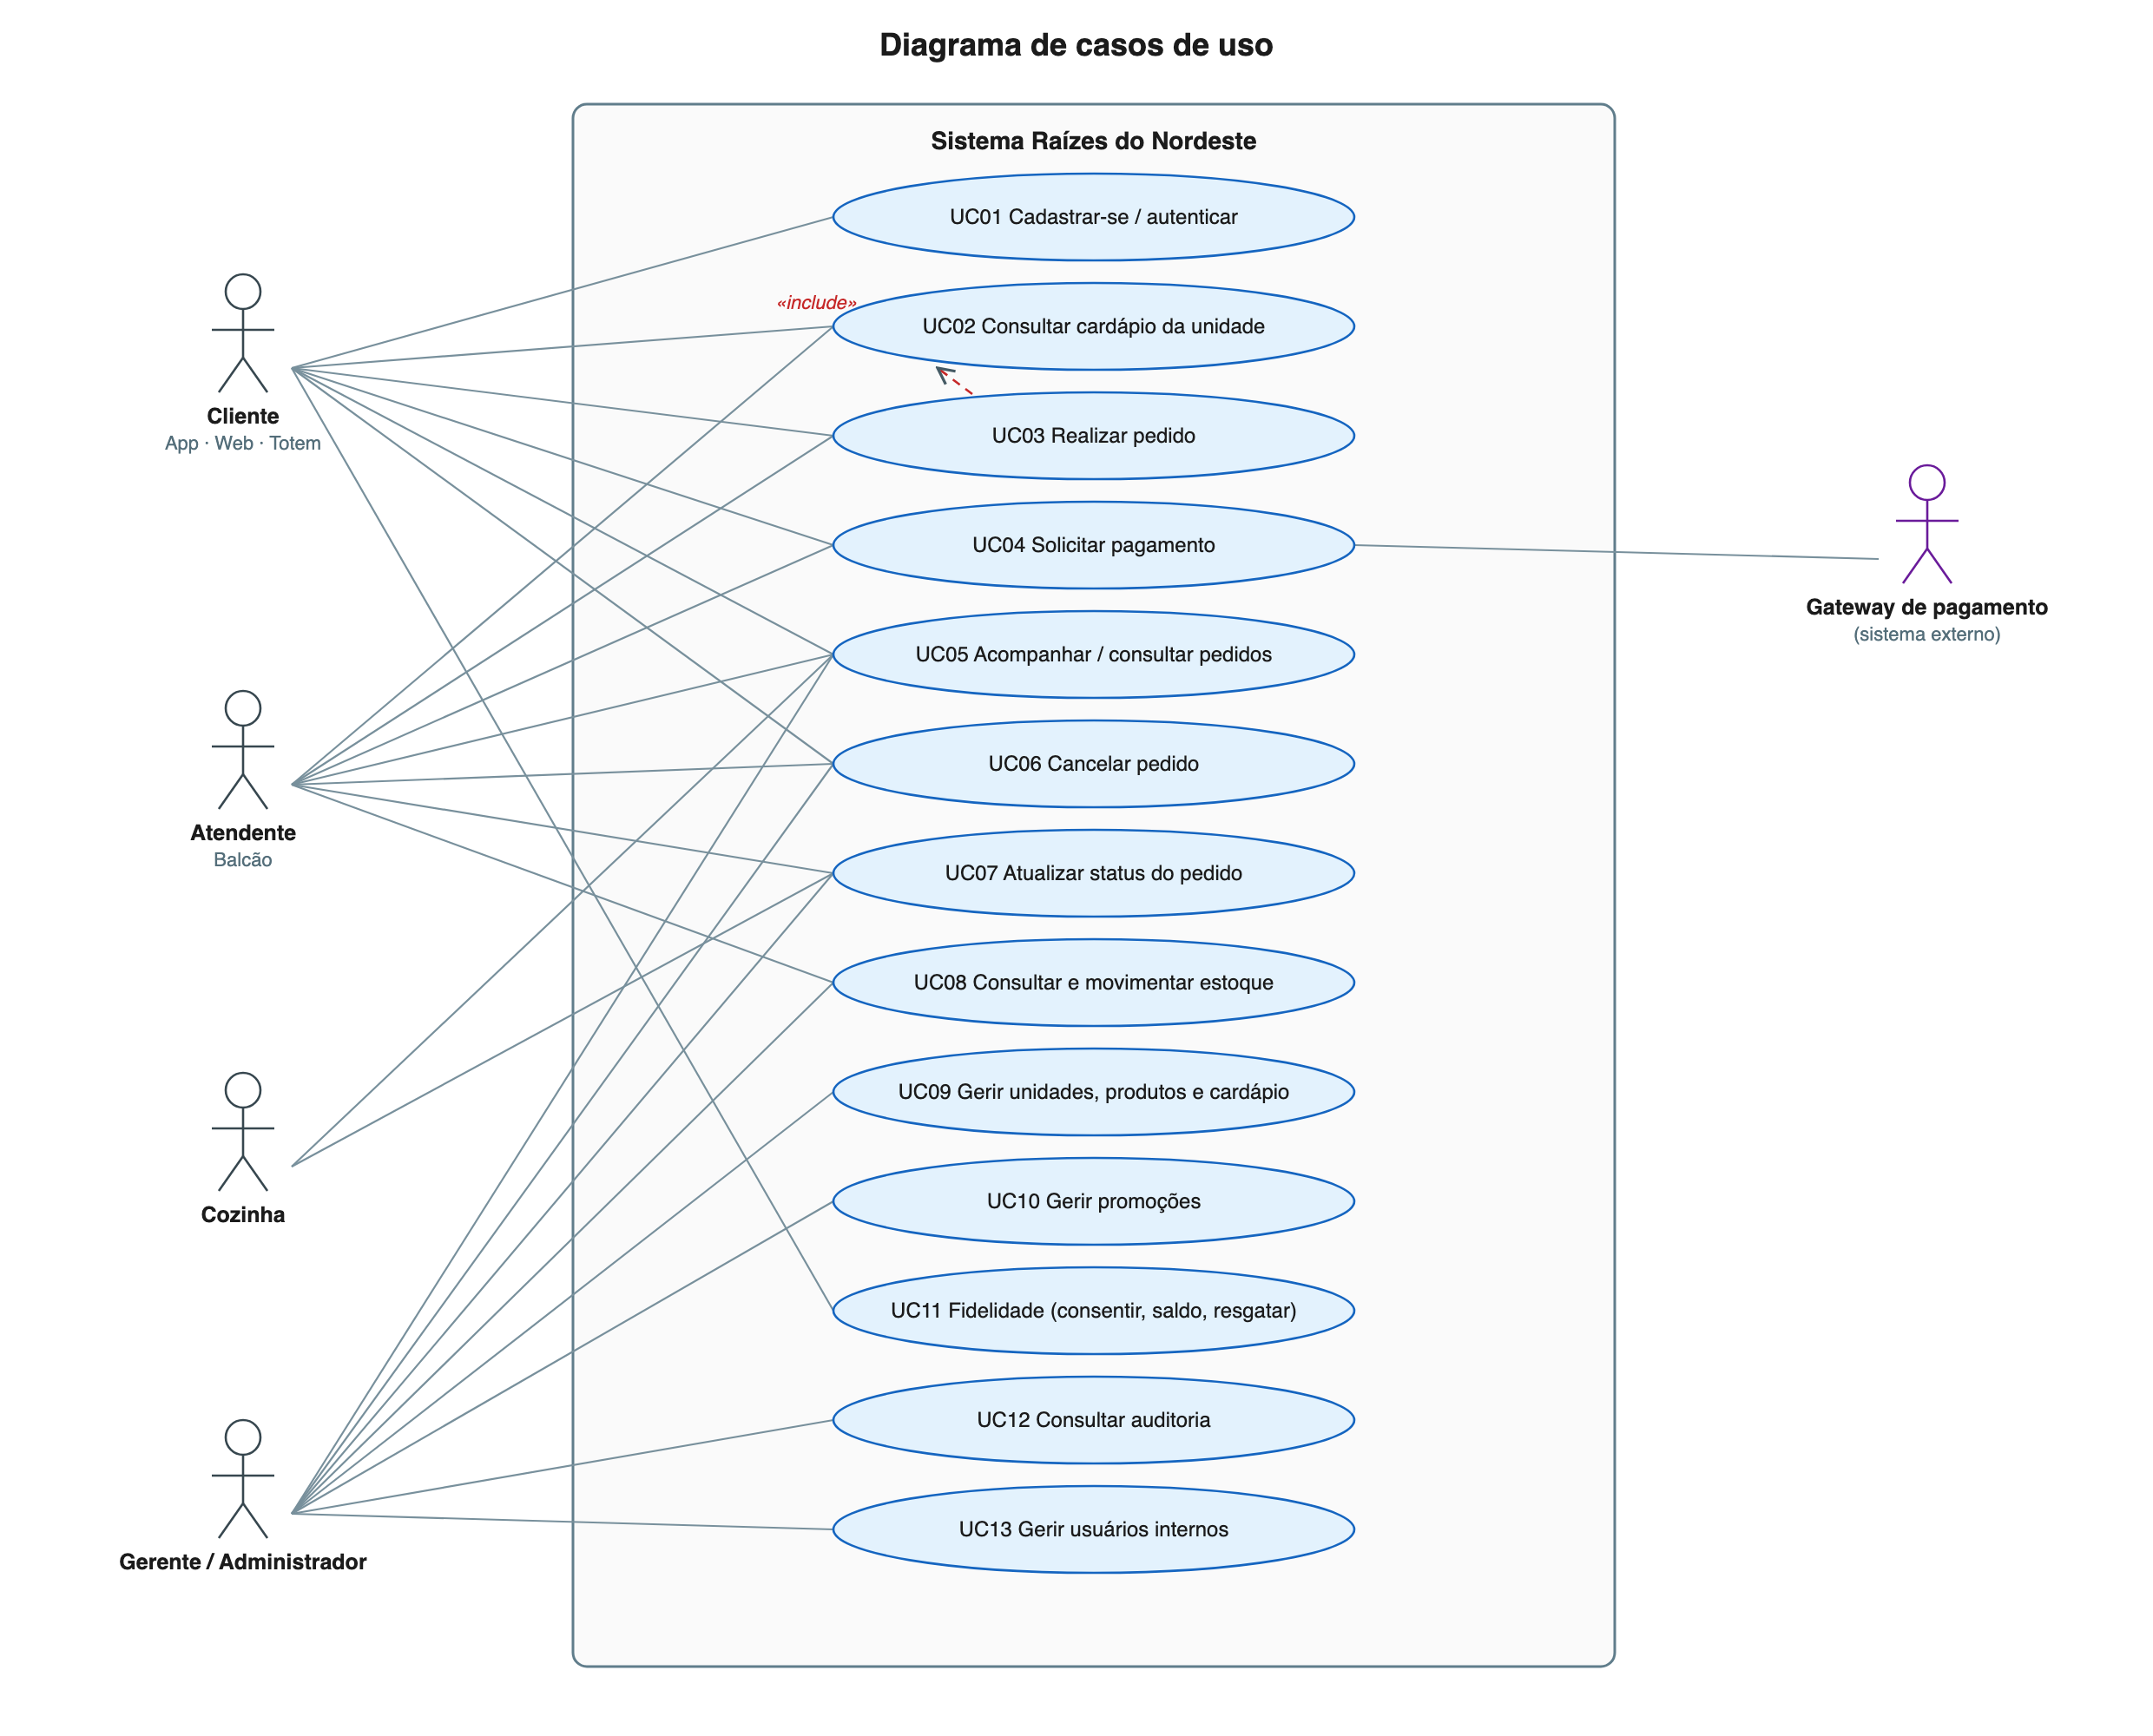 Diagrama de casos de uso
Sistema Raízes do Nordeste
UC01 Cadastrar-se / autenticar
«include»
UC02 Consultar cardápio da unidade
Cliente
App · Web · Totem
UC03 Realizar pedido
UC04 Solicitar pagamento
Gateway de pagamento
(sistema externo)
UC05 Acompanhar / consultar pedidos
UC06 Cancelar pedido
Atendente
Balcão
UC07 Atualizar status do pedido
UC08 Consultar e movimentar estoque
UC09 Gerir unidades, produtos e cardápio
Cozinha
UC10 Gerir promoções
UC11 Fidelidade (consentir, saldo, resgatar)
UC12 Consultar auditoria
UC13 Gerir usuários internos
Gerente / Administrador